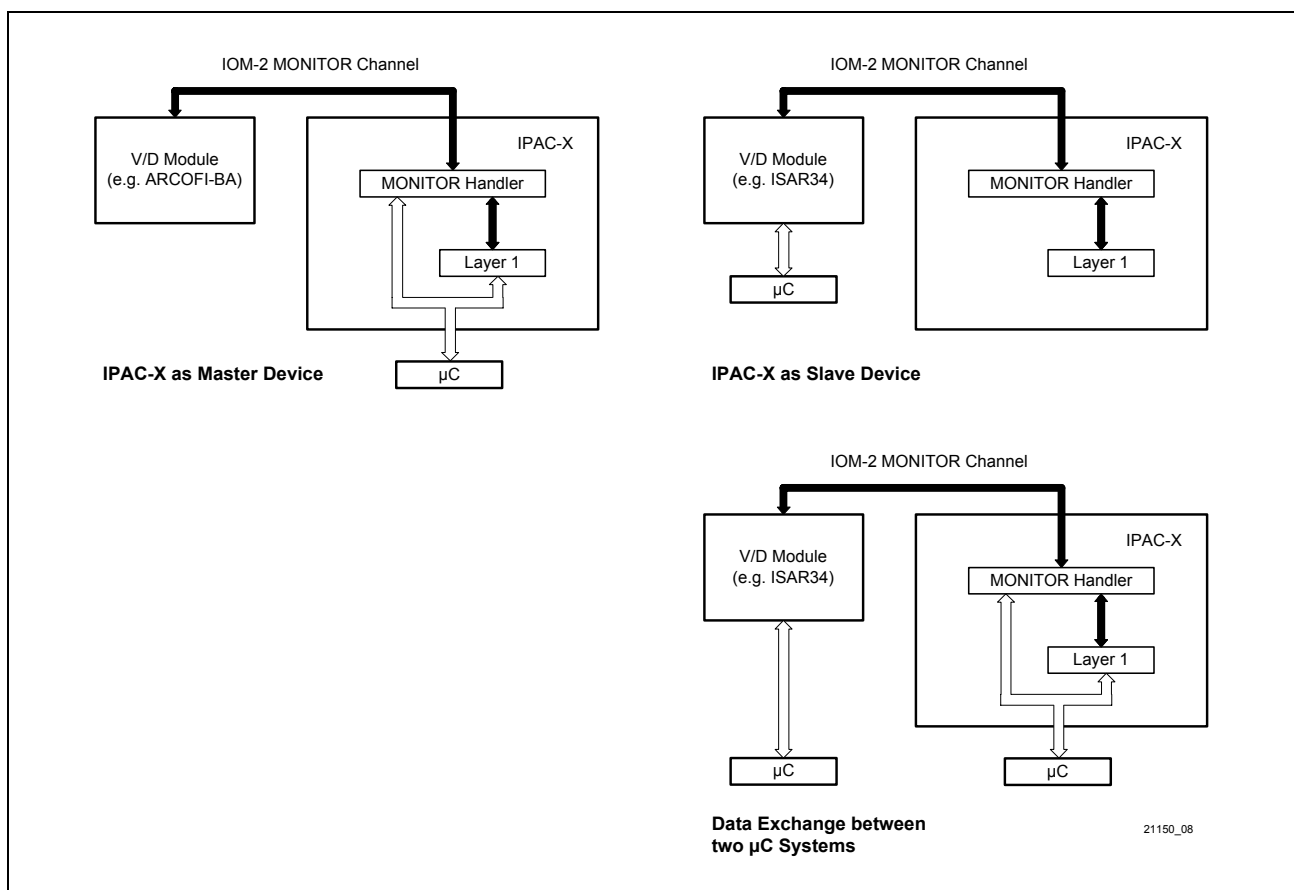 IOM-2 MONITOR Channel
V/D Module
(e.g. ARCOFI-BA)
IPAC-X
MONITOR Handler
Layer 1
µC
IPAC-X as Master Device
IOM-2 MONITOR Channel
V/D Module
(e.g. ISAR34)
µC
IPAC-X
MONITOR Handler
Layer 1
IPAC-X as Slave Device
IOM-2 MONITOR Channel
V/D Module
(e.g. ISAR34)
IPAC-X
MONITOR Handler
Layer 1
µC
µC
Data Exchange between
two µC Systems
21150_08